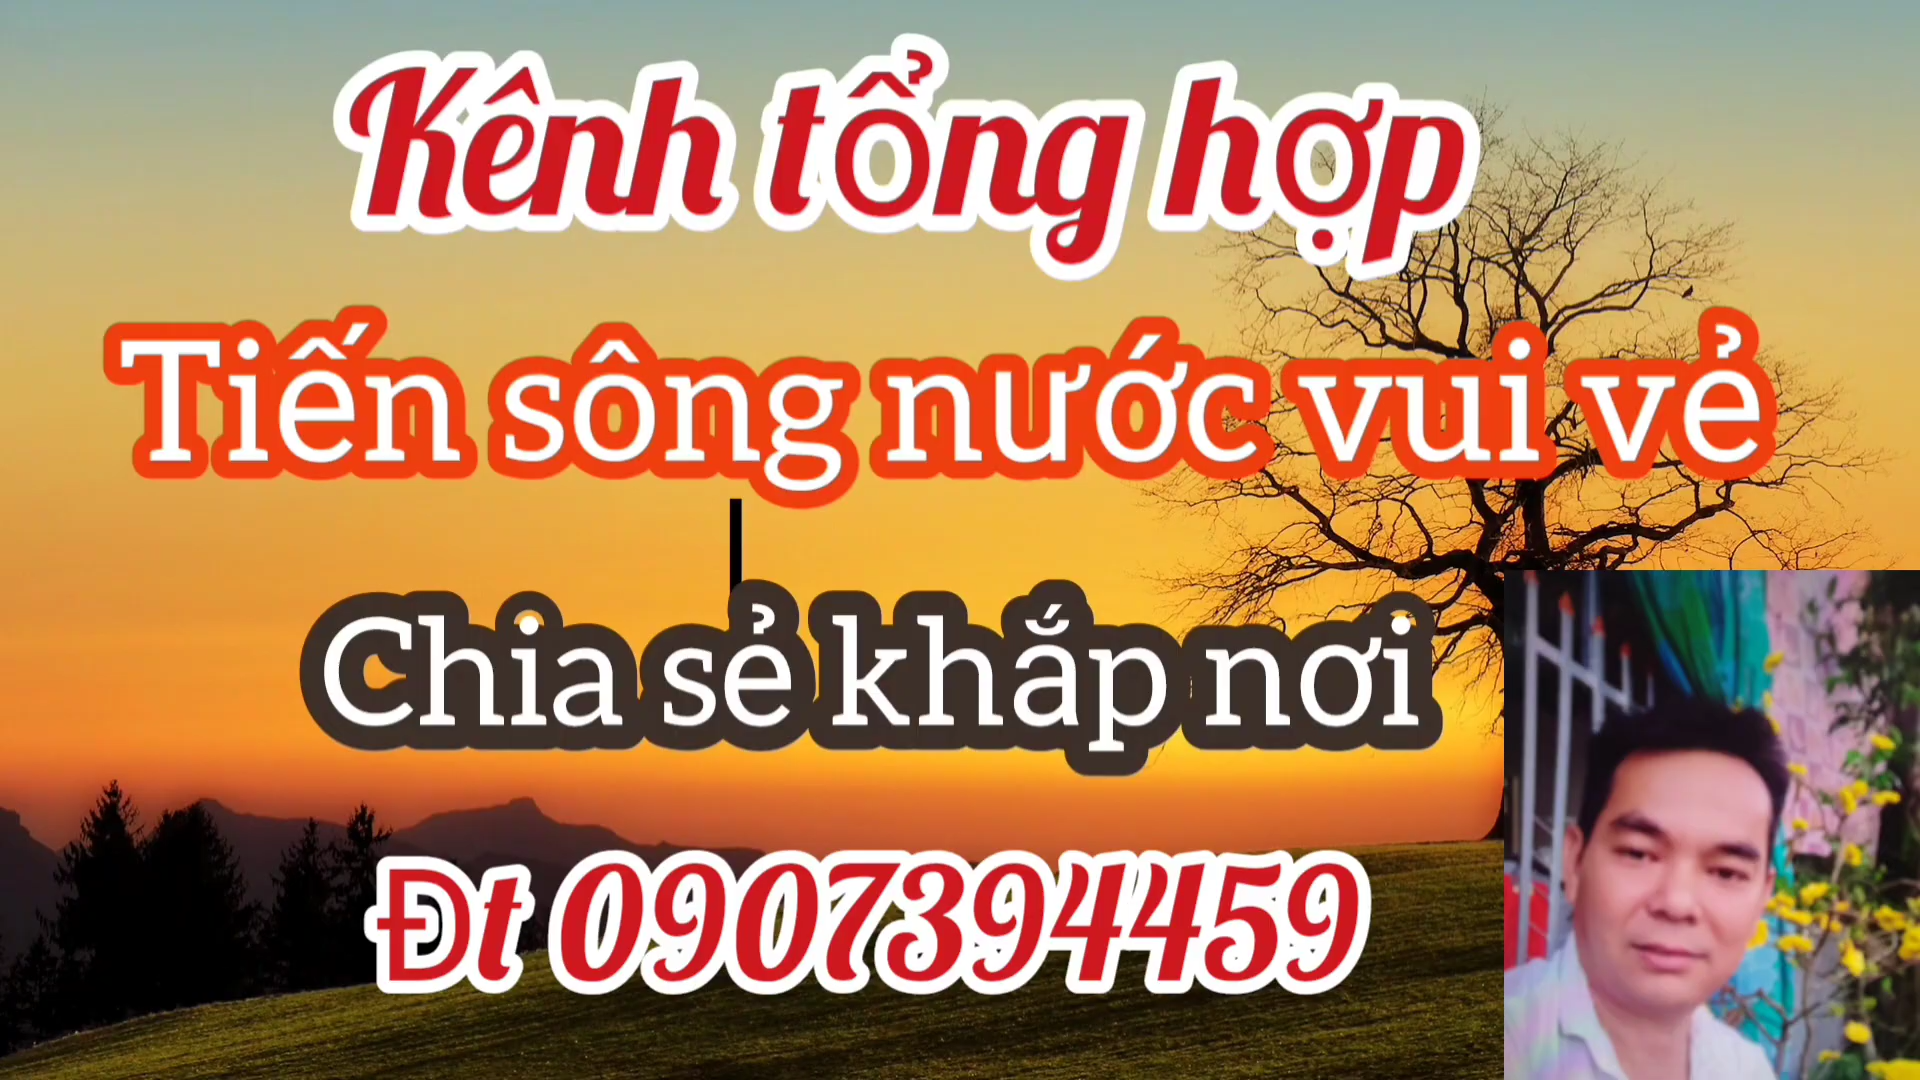 Kênh tổng hợp
Tiến sông nước vui vẻ
Chia sẻ khắp nơi
Đt 0907394459